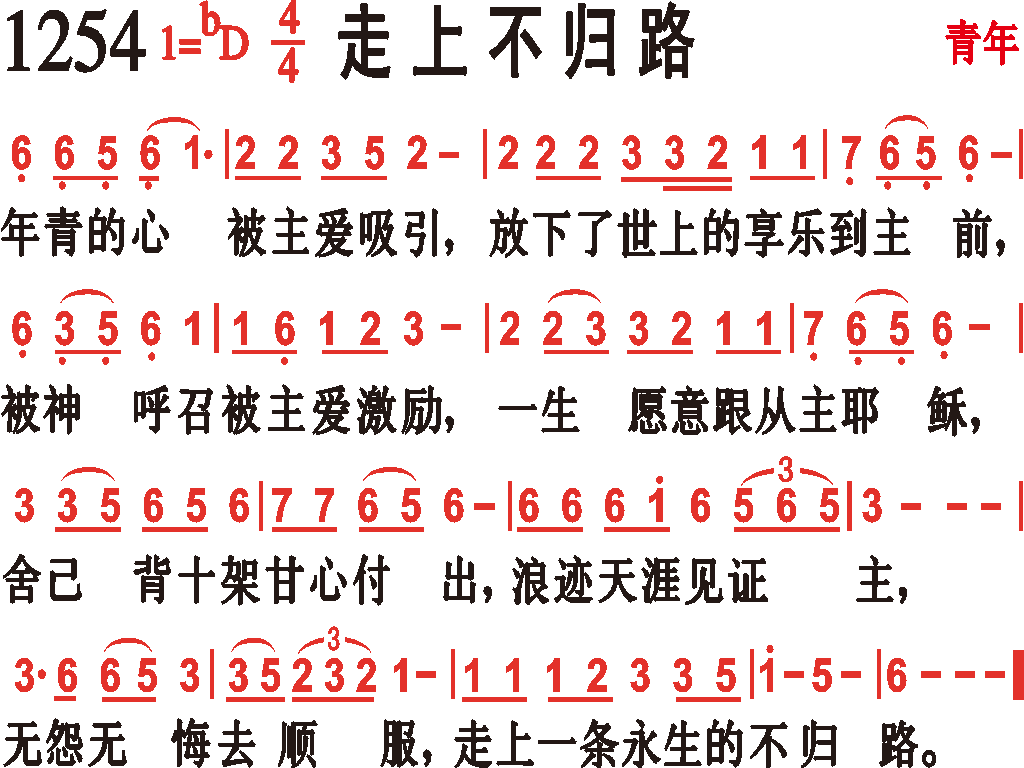 1254 1=bD 4/4 走上不归路 青年
6 6 5 6 1·|2 2 3 5 2 –|2 2 2 3 3 2 1 1|7 6 5 6 –|
年青的心 被主爱吸引，放下了世上的享乐到主 前，
6 3 5 6 1|1 6 1 2 3 –|2 2 3 3 2 1 1|7 6 5 6 –|
被神 呼召被主爱激励，一生 愿意跟从主耶 稣，
3 3 5 6 5 6|7 7 6 5 6 –|6 6 6 i 6 3 5 6 5|3 – – –|
舍己 背十架甘心付 出，浪迹天涯见证 主，
3·6 6 5 3|3 5 3 2 3 2 1 –|1 1 1 2 3 3 5|i – 5 –|6 – – –
无怨无 悔去 顺 服，走上一条永生的不归 路。